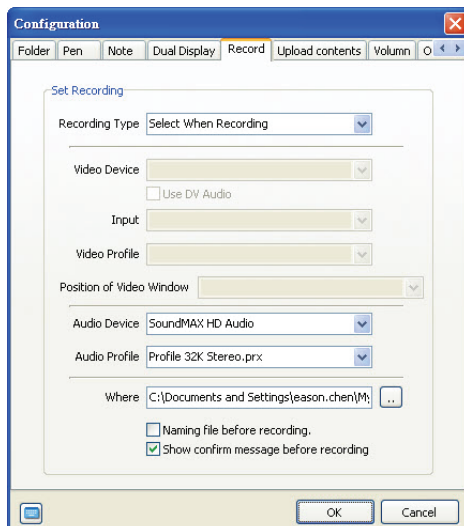 Configuration
Folder Pen Note Dual Display Record Upload contents Volumn O
Set Recording
Recording Type Select When Recording
Video Device
Use DV Audio
Input
Video Profile
Position of Video Window
Audio Device SoundMAX HD Audio
Audio Profile Profile 32K Stereo.prx
Where C:\Documents and Settings\eason.chen\My ..
Naming file before recording.
Show confirm message before recording
OK Cancel